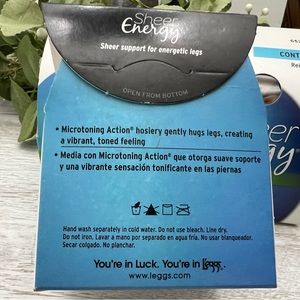 Sheer
Energy®
Sheer support for energetic legs
OPEN FROM BOTTOM
• Microtoning Action® hosiery gently hugs legs, creating
a vibrant, toned feeling
• Media con Microtoning Action® que otorga suave soporte
y una vibrante sensación tonificante en las piernas
Hand wash separately in cold water. Do not use bleach. Line dry.
Do not iron. Lavar a mano por separado en agua fría. No usar blanqueador.
Secar colgado. No planchar.
You're in Luck. You're in L'eggs.
www.leggs.com
CONT
Rei